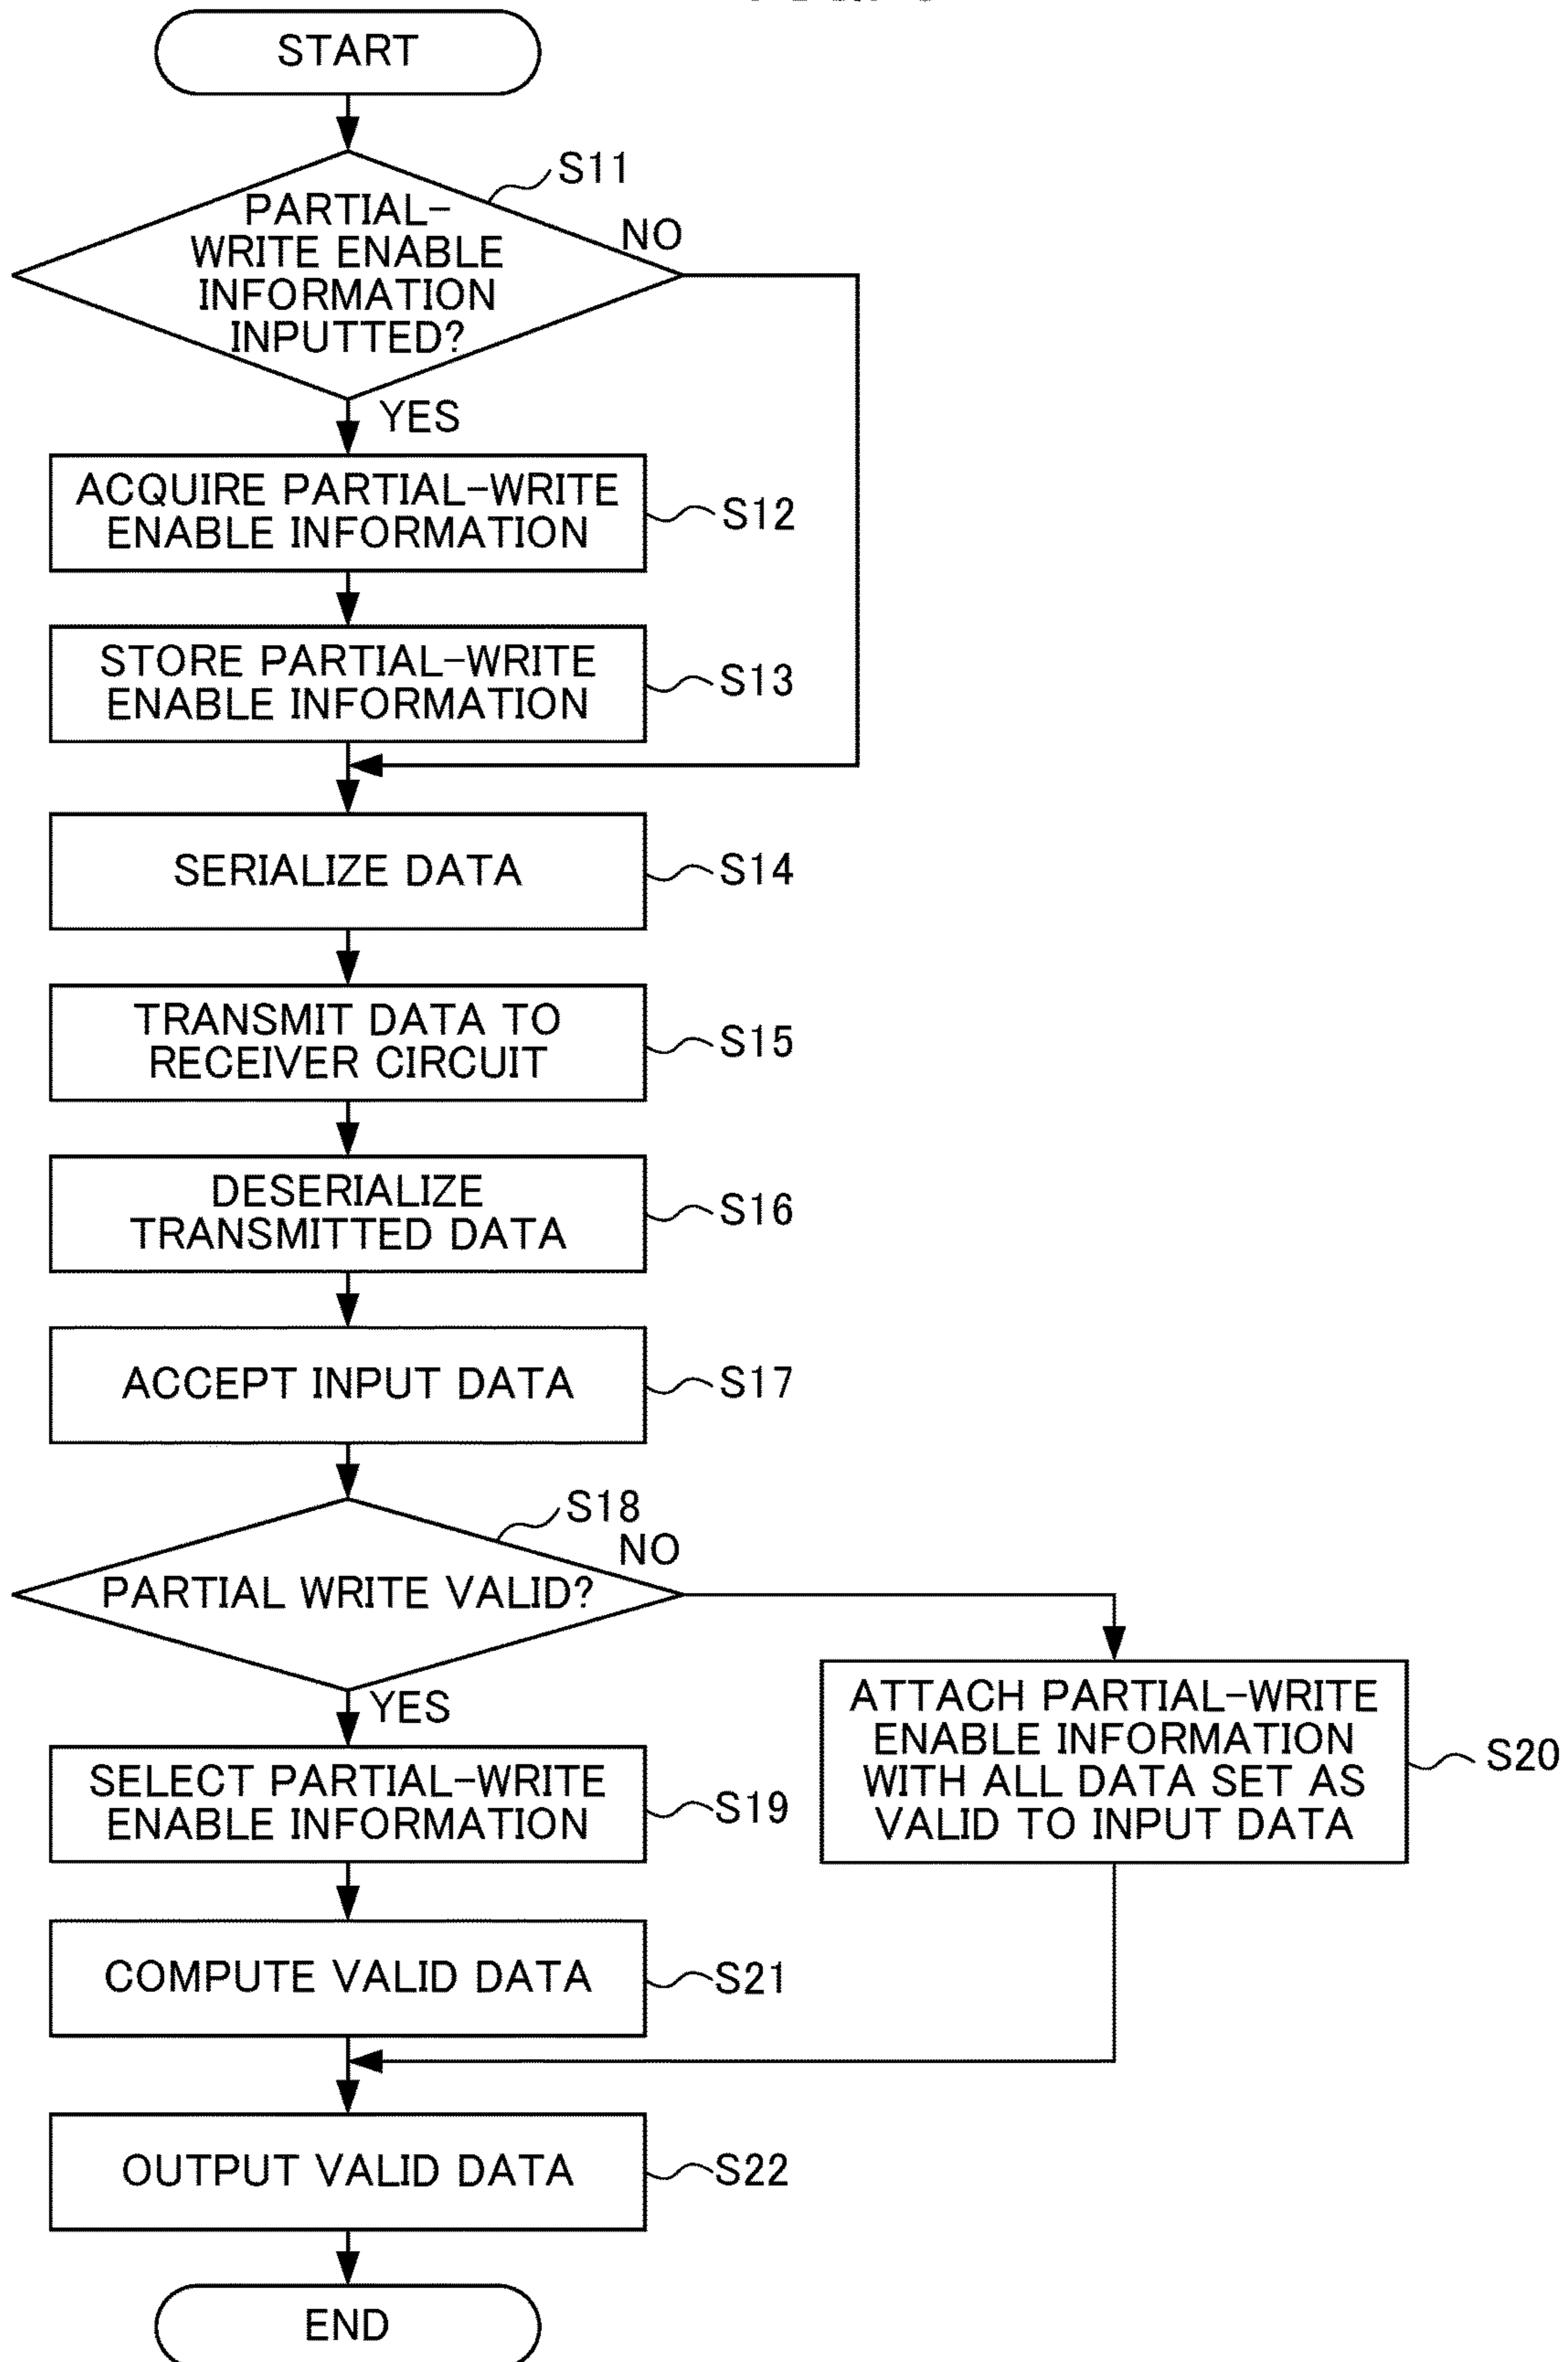 START
S11
PARTIAL-
WRITE ENABLE
INFORMATION
INPUTTED?
NO
YES
ACQUIRE PARTIAL-WRITE
ENABLE INFORMATION
S12
STORE PARTIAL-WRITE
ENABLE INFORMATION
S13
SERIALIZE DATA
S14
TRANSMIT DATA TO
RECEIVER CIRCUIT
S15
DESERIALIZE
TRANSMITTED DATA
S16
ACCEPT INPUT DATA
S17
S18
NO
PARTIAL WRITE VALID?
YES
SELECT PARTIAL-WRITE
ENABLE INFORMATION
S19
ATTACH PARTIAL-WRITE
ENABLE INFORMATION
WITH ALL DATA SET AS
VALID TO INPUT DATA
S20
COMPUTE VALID DATA
S21
OUTPUT VALID DATA
S22
END